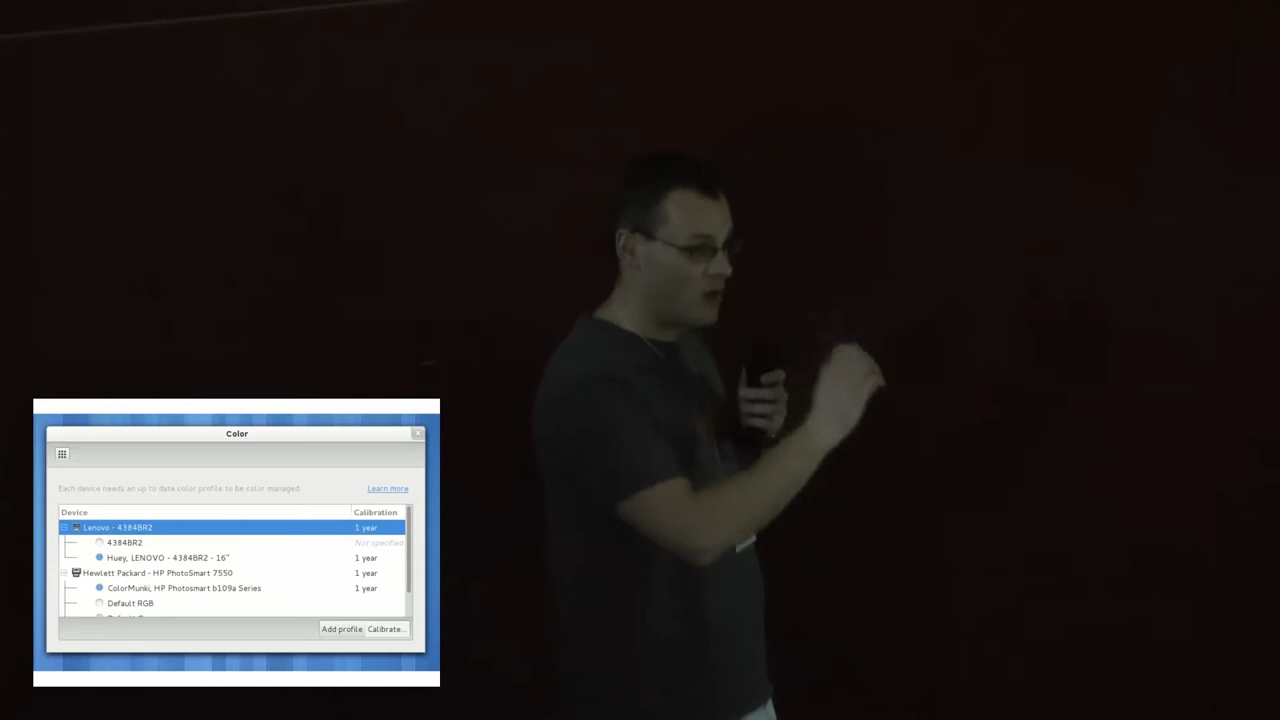 Color
Each device needs an up to date color profile to be color managed.
Learn more
Device Calibration
Lenovo - 4384BR2 1 year
4384BR2 Not specified
Huey, LENOVO - 4384BR2 - 16" 1 year
Hewlett Packard - HP PhotoSmart 7550 1 year
ColorMunki, HP Photosmart b109a Series 1 year
Default RGB
Add profile Calibrate...